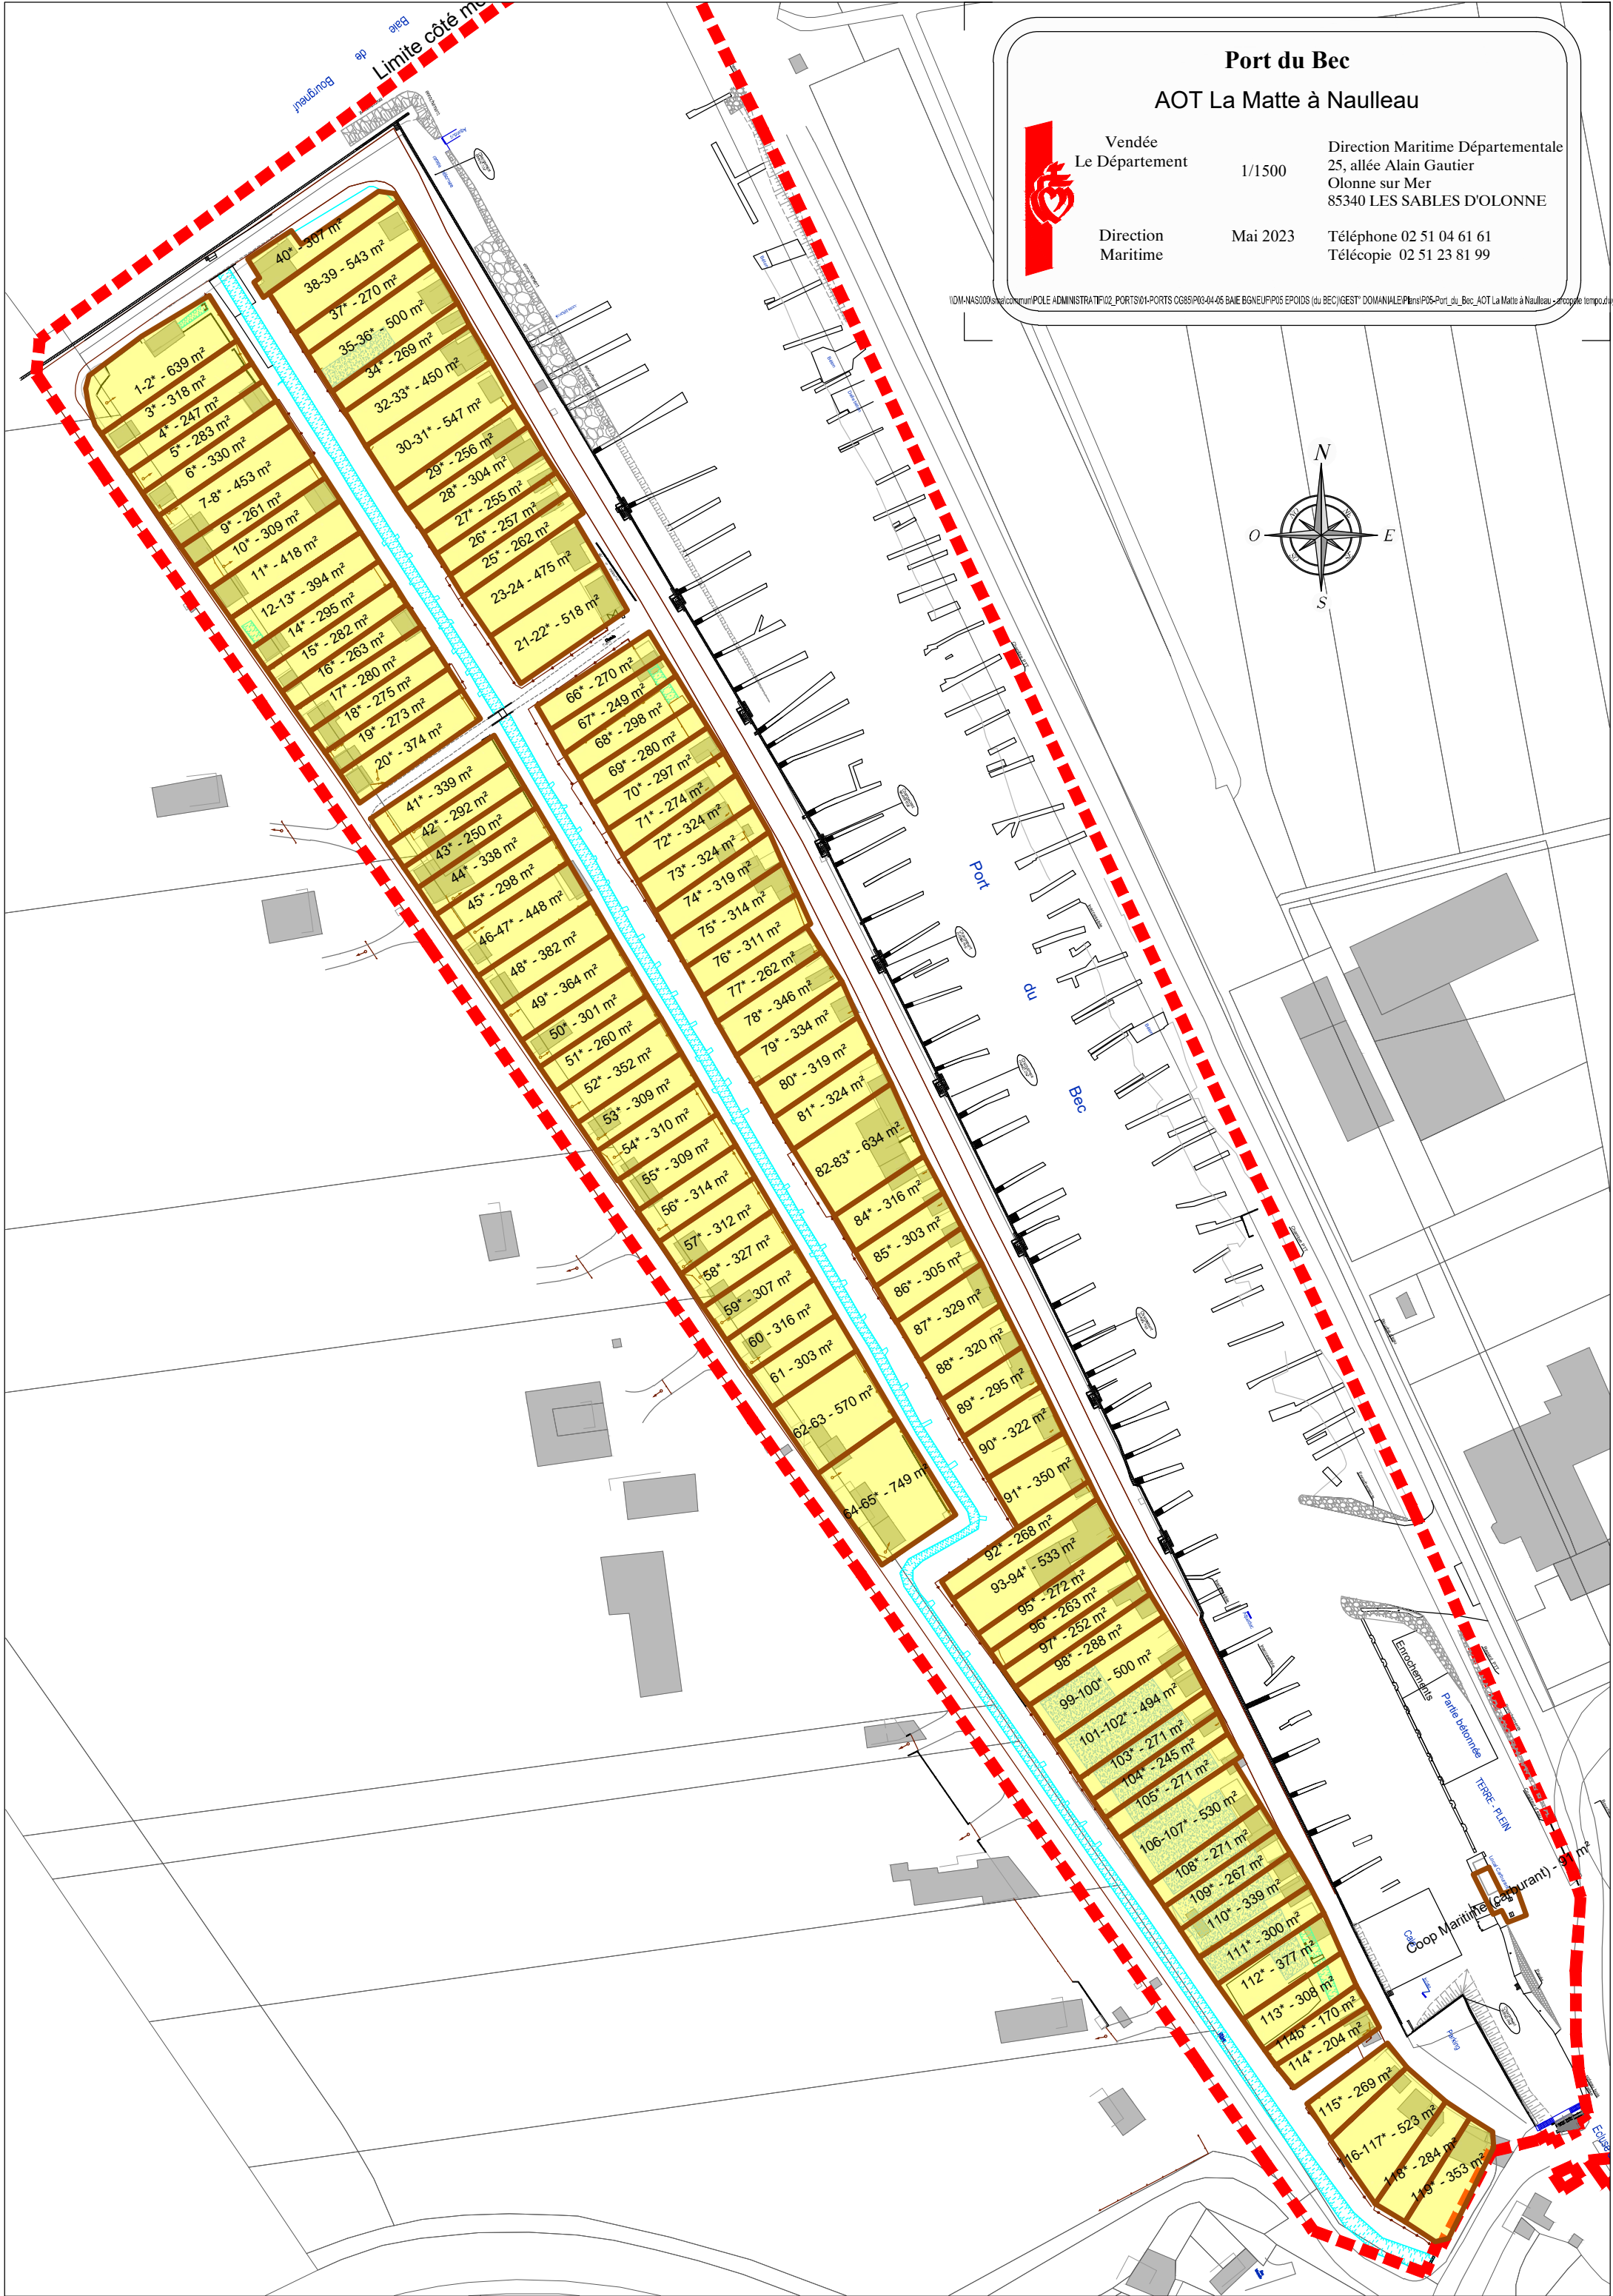 Port du Bec
AOT La Matte à Naulleau
Vendée
Le Département
1/1500
Direction Maritime Départementale
25, allée Alain Gautier
Olonne sur Mer
85340 LES SABLES D'OLONNE
Direction
Maritime
Mai 2023
Téléphone 02 51 04 61 61
Télécopie 02 51 23 81 99
Baie
de
Bourgneuf
Limite côté
N
O
E
S
40* - 307 m²
38-39 - 543 m²
37* - 270 m²
35-36* - 500 m²
34* - 269 m²
32-33* - 450 m²
30-31* - 547 m²
29* - 256 m²
28* - 304 m²
27* - 255 m²
26* - 257 m²
25* - 262 m²
23-24 - 475 m²
21-22* - 518 m²
1-2* - 639 m²
3* - 318 m²
4* - 247 m²
5* - 283 m²
6* - 330 m²
7-8* - 453 m²
9* - 261 m²
10* - 309 m²
11* - 418 m²
12-13* - 394 m²
14* - 295 m²
15* - 282 m²
16* - 263 m²
17* - 280 m²
18* - 275 m²
19* - 273 m²
20* - 374 m²
41* - 339 m²
42* - 292 m²
43* - 250 m²
44* - 338 m²
45* - 298 m²
46-47* - 448 m²
48* - 382 m²
49* - 364 m²
50* - 301 m²
51* - 260 m²
52* - 352 m²
53* - 309 m²
54* - 310 m²
55* - 309 m²
56* - 314 m²
57* - 312 m²
58* - 327 m²
59* - 307 m²
60 - 316 m²
61 - 303 m²
62-63 - 570 m²
64-65* - 749 m²
66* - 270 m²
67* - 249 m²
68* - 298 m²
69* - 280 m²
70* - 297 m²
71* - 274 m²
72* - 324 m²
73* - 324 m²
74* - 319 m²
75* - 314 m²
76* - 311 m²
77* - 262 m²
78* - 346 m²
79* - 334 m²
80* - 319 m²
81* - 324 m²
82-83* - 634 m²
84* - 316 m²
85* - 303 m²
86* - 305 m²
87* - 329 m²
88* - 320 m²
89* - 295 m²
90* - 322 m²
91* - 350 m²
92* - 268 m²
93-94* - 533 m²
95* - 272 m²
96* - 263 m²
97* - 252 m²
98* - 288 m²
99-100* - 500 m²
101-102* - 494 m²
103* - 271 m²
104* - 245 m²
105* - 271 m²
106-107* - 530 m²
108* - 271 m²
109* - 267 m²
110* - 339 m²
111* - 300 m²
112* - 377 m²
113* - 308 m²
114b* - 170 m²
114* - 204 m²
115* - 269 m²
116-117* - 523 m²
118* - 284 m²
119* - 353 m²
Port
du
Bec
Enrochements
Partie bétonnée
TERRE - PLEIN
Coop Maritime (carburant) -
Cale
Parking
Ecluse